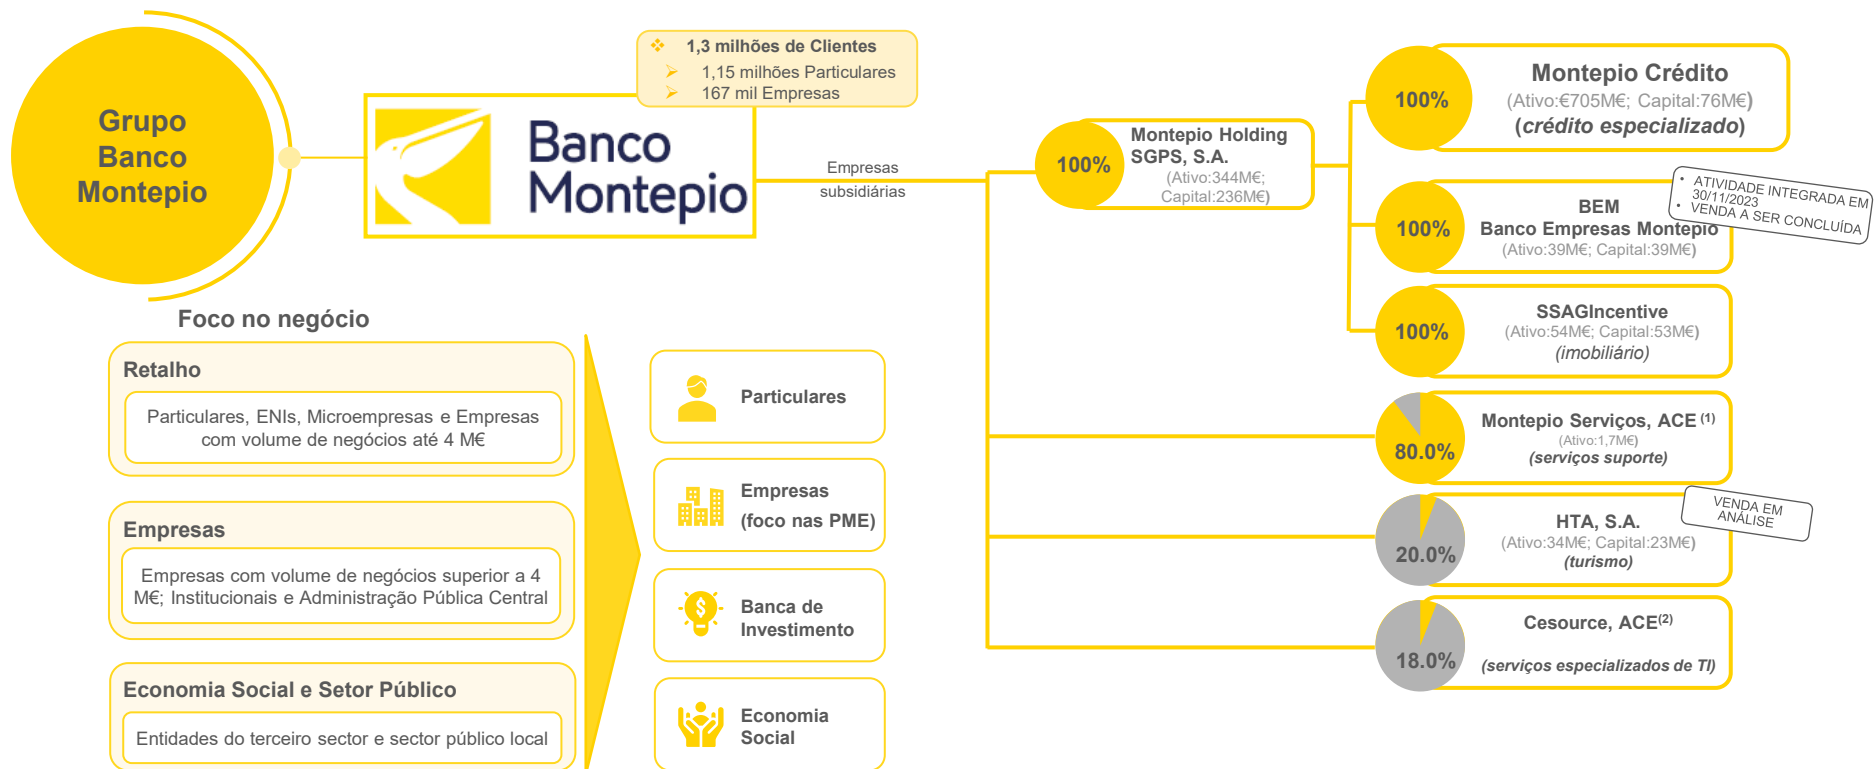 Grupo
Banco
Montepio
❖ 1,3 milhões de Clientes
➢ 1,15 milhões Particulares
➢ 167 mil Empresas
Banco
Montepio
Empresas
subsidiárias
100%
Montepio Holding
SGPS, S.A.
(Ativo:344M€;
Capital:236M€)
100%
Montepio Crédito
(Ativo:€705M€; Capital:76M€)
(crédito especializado)
100%
BEM
Banco Empresas Montepio
(Ativo:39M€; Capital:39M€)
• ATIVIDADE INTEGRADA EM
30/11/2023
• VENDA A SER CONCLUÍDA
100%
SSAGIncentive
(Ativo:54M€; Capital:53M€)
(imobiliário)
80.0%
Montepio Serviços, ACE (1)
(Ativo:1,7M€)
(serviços suporte)
20.0%
HTA, S.A.
(Ativo:34M€; Capital:23M€)
(turismo)
VENDA EM
ANÁLISE
18.0%
Cesource, ACE(2)
(serviços especializados de TI)
Foco no negócio
Retalho
Particulares, ENIs, Microempresas e Empresas
com volume de negócios até 4 M€
Empresas
Empresas com volume de negócios superior a 4
M€; Institucionais e Administração Pública Central
Economia Social e Setor Público
Entidades do terceiro sector e sector público local
Particulares
Empresas
(foco nas PME)
Banca de
Investimento
Economia
Social